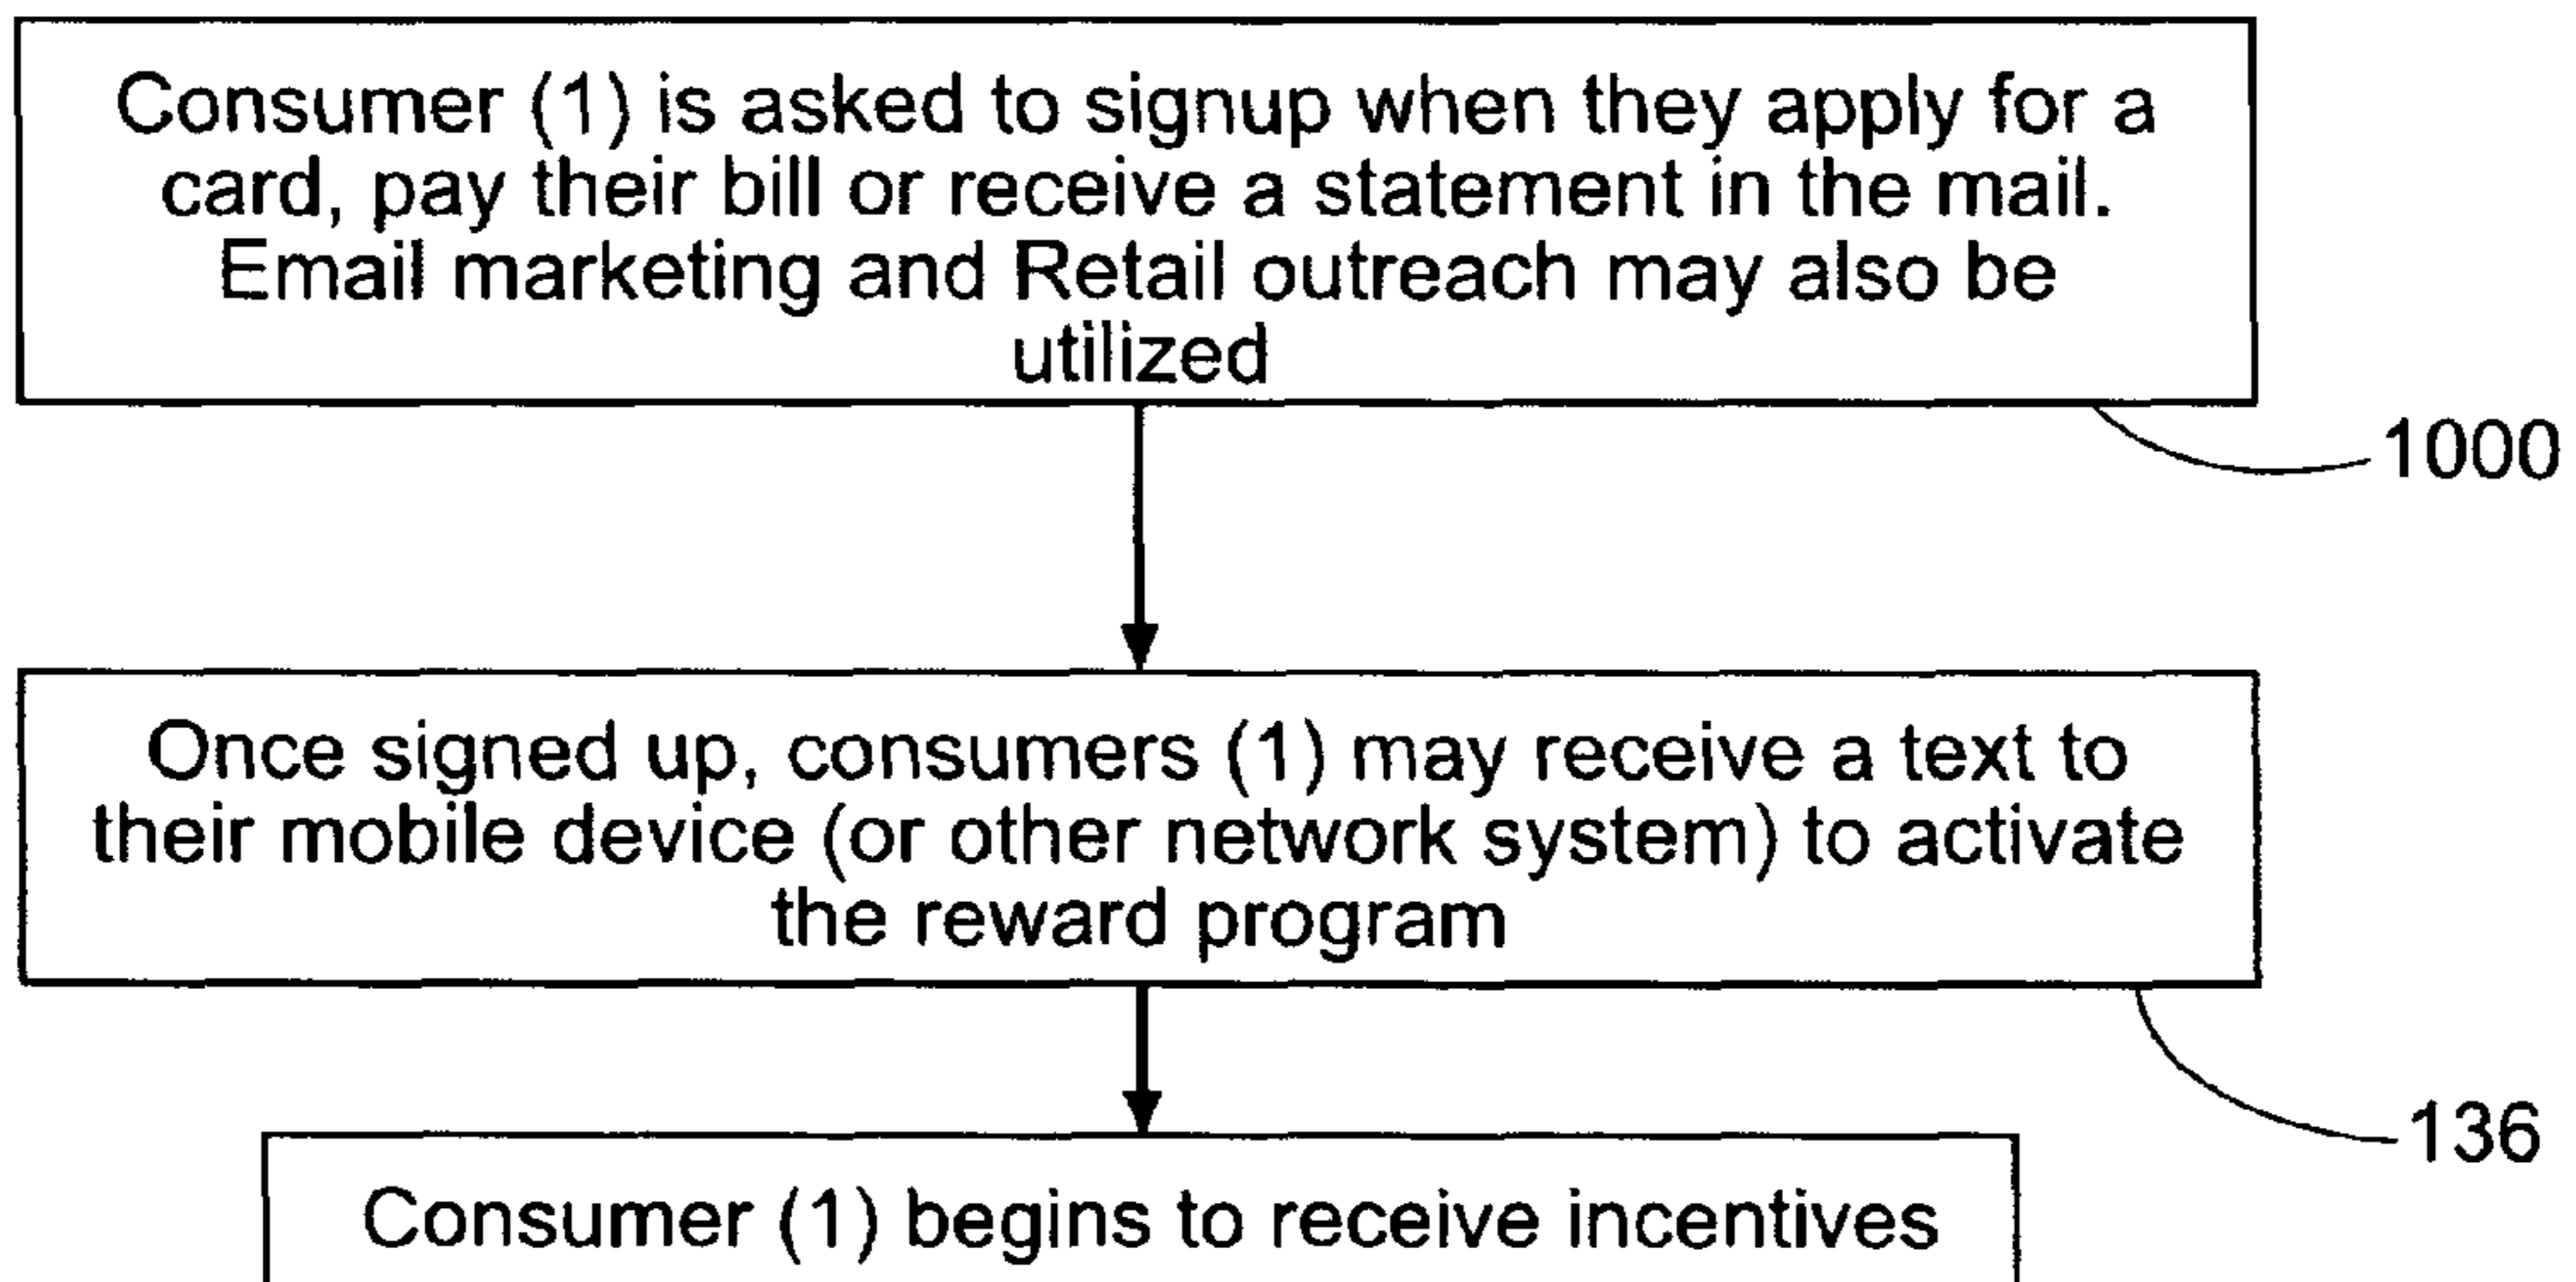 Consumer (1) is asked to signup when they apply for a
card, pay their bill or receive a statement in the mail.
Email marketing and Retail outreach may also be
utilized
1000
Once signed up, consumers (1) may receive a text to
their mobile device (or other network system) to activate
the reward program
136
Consumer (1) begins to receive incentives